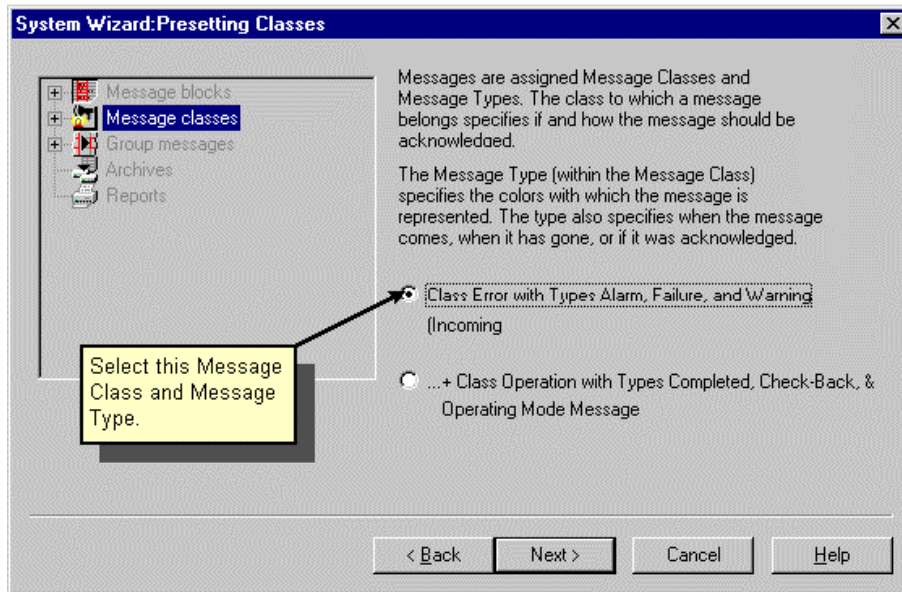 System Wizard:Presetting Classes
Message blocks
Message classes
Group messages
Archives
Reports
Messages are assigned Message Classes and
Message Types. The class to which a message
belongs specifies if and how the message should be
acknowledged.
The Message Type (within the Message Class)
specifies the colors with which the message is
represented. The type also specifies when the message
comes, when it has gone, or if it was acknowledged.
Class Error with Types Alarm, Failure, and Warning
(Incoming
...+ Class Operation with Types Completed, Check-Back, &
Operating Mode Message
Select this Message
Class and Message
Type.
< Back
Next >
Cancel
Help